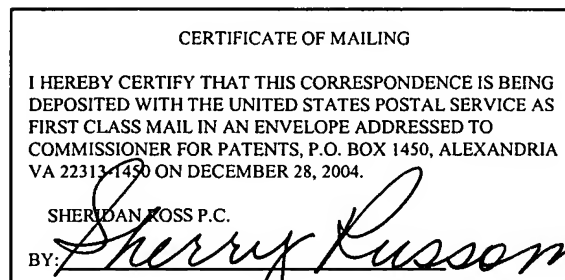 CERTIFICATE OF MAILING
I HEREBY CERTIFY THAT THIS CORRESPONDENCE IS BEING
DEPOSITED WITH THE UNITED STATES POSTAL SERVICE AS
FIRST CLASS MAIL IN AN ENVELOPE ADDRESSED TO
COMMISSIONER FOR PATENTS, P.O. BOX 1450, ALEXANDRIA
VA 22313-1450 ON DECEMBER 28, 2004.
SHERIDAN ROSS P.C.
BY: Sherry Russom